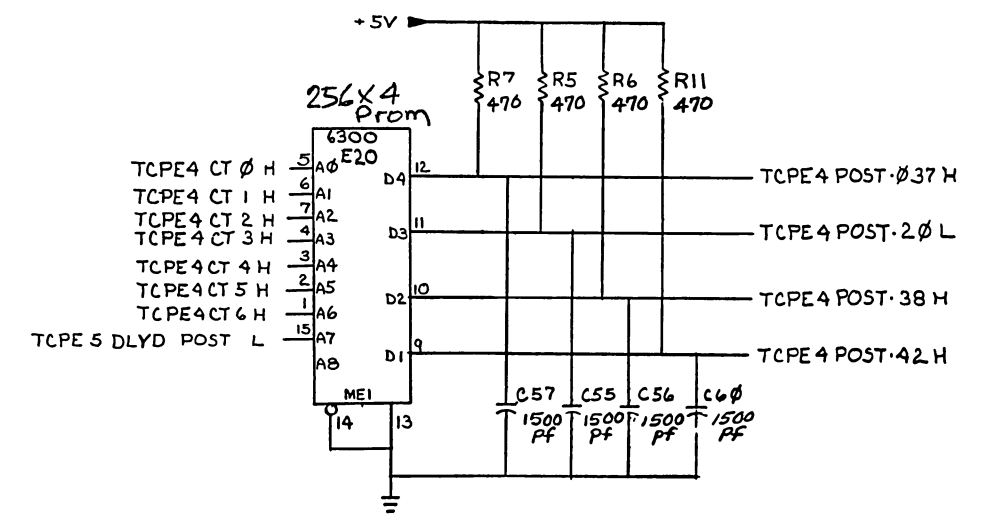 +5V
R7
470
R5
470
R6
470
R11
470
256X4
Prom
6300
E20
TCPE4 CT Ø H 5 AØ
TCPE4 CT 1 H 6 A1
TCPE4 CT 2 H 7 A2
TCPE4 CT 3 H 4 A3
TCPE4 CT 4 H 3 A4
TCPE4 CT 5 H 2 A5
TCPE4 CT 6 H 1 A6
TCPE5 DLYD POST L 15 A7
A8
D4 12 TCPE4 POST·Ø37 H
D3 11 TCPE4 POST·2Ø L
D2 10 TCPE4 POST·38 H
D1 9 TCPE4 POST·42 H
ME1
14
13
C57
1500
Pf
C55
1500
Pf
C56
1500
Pf
C6Ø
1500
Pf